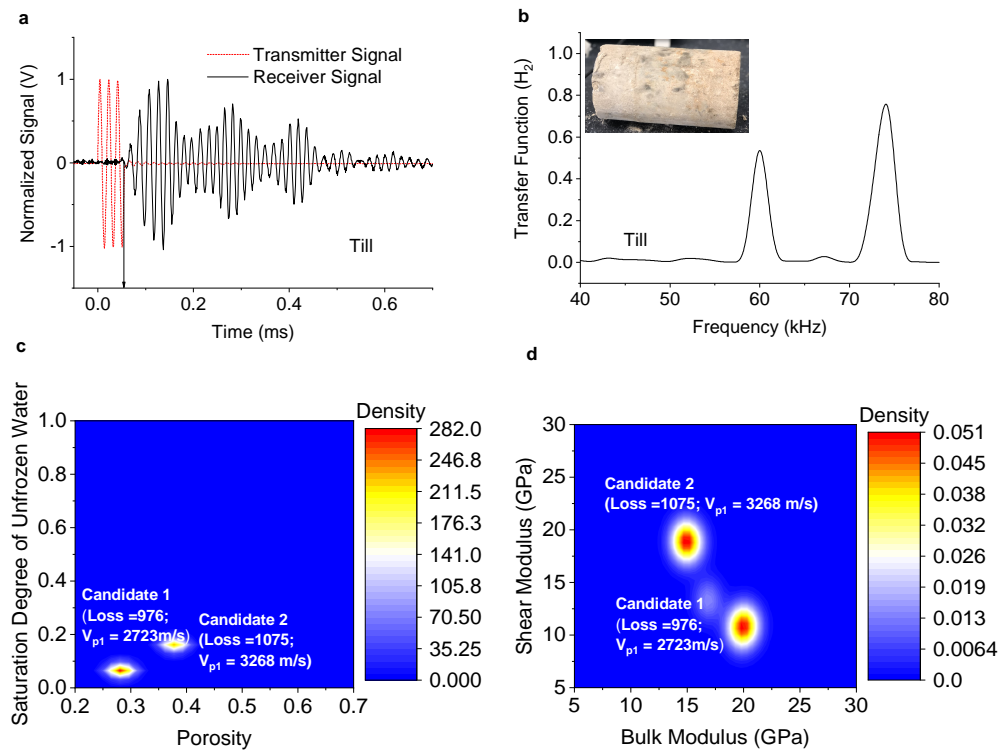 a
Transmitter Signal
Receiver Signal
Normalized Signal (V)
1
0
-1
Till
0.0 0.2 0.4 0.6
Time (ms)
b
Transfer Function (H2)
1.0
0.8
0.6
0.4
0.2
0.0
Till
40 50 60 70 80
Frequency (kHz)
c
Saturation Degree of Unfrozen Water
1.0
0.8
0.6
0.4
0.2
0.0
Candidate 1
(Loss =976;
Vp1 = 2723m/s)
Candidate 2
(Loss =1075;
Vp1 = 3268 m/s)
0.2 0.3 0.4 0.5 0.6 0.7
Porosity
Density
282.0
246.8
211.5
176.3
141.0
105.8
70.50
35.25
0.000
d
Shear Modulus (GPa)
30
25
20
15
10
5
Candidate 2
(Loss =1075; Vp1 = 3268 m/s)
Candidate 1
(Loss =976;
Vp1 = 2723m/s)
5 10 15 20 25 30
Bulk Modulus (GPa)
Density
0.051
0.045
0.038
0.032
0.026
0.019
0.013
0.0064
0.0